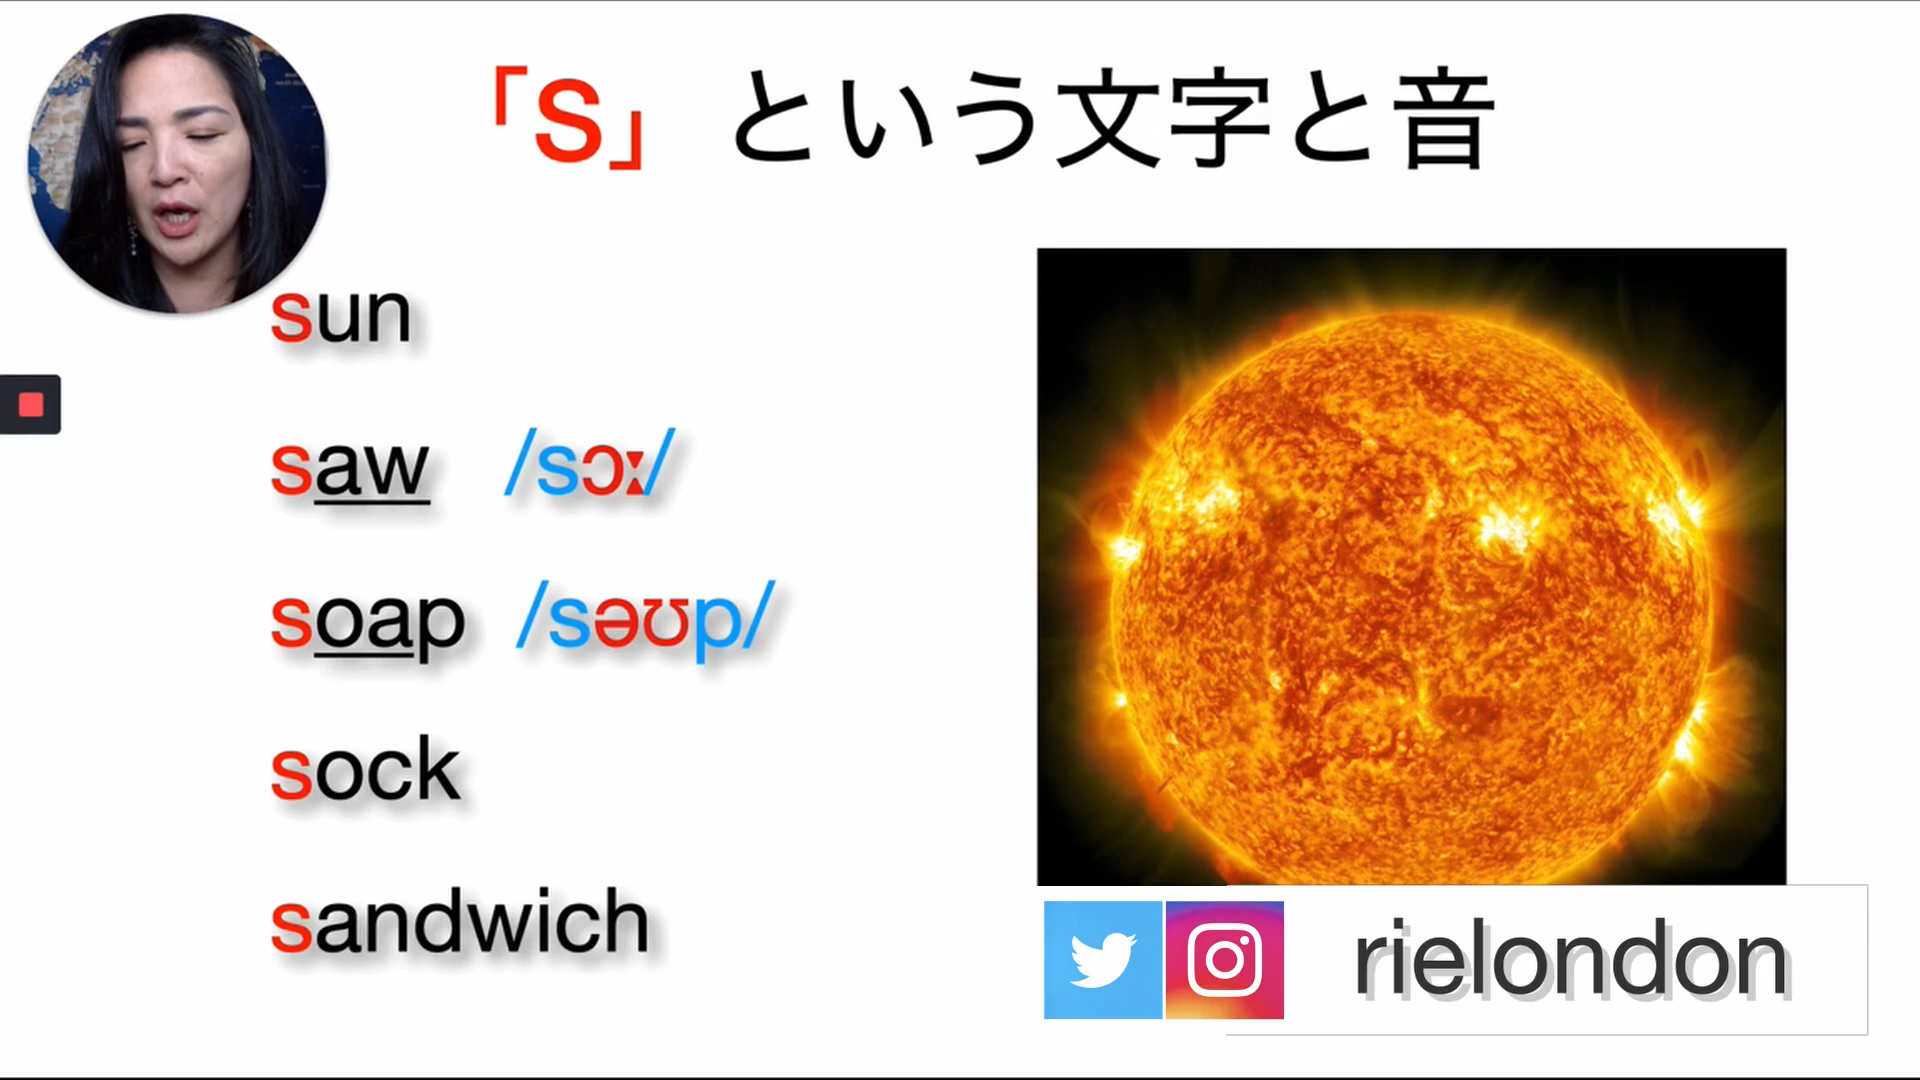 「S」 という文字と音
sun
saw /sɔː/
soap /səʊp/
sock
sandwich
rielondon